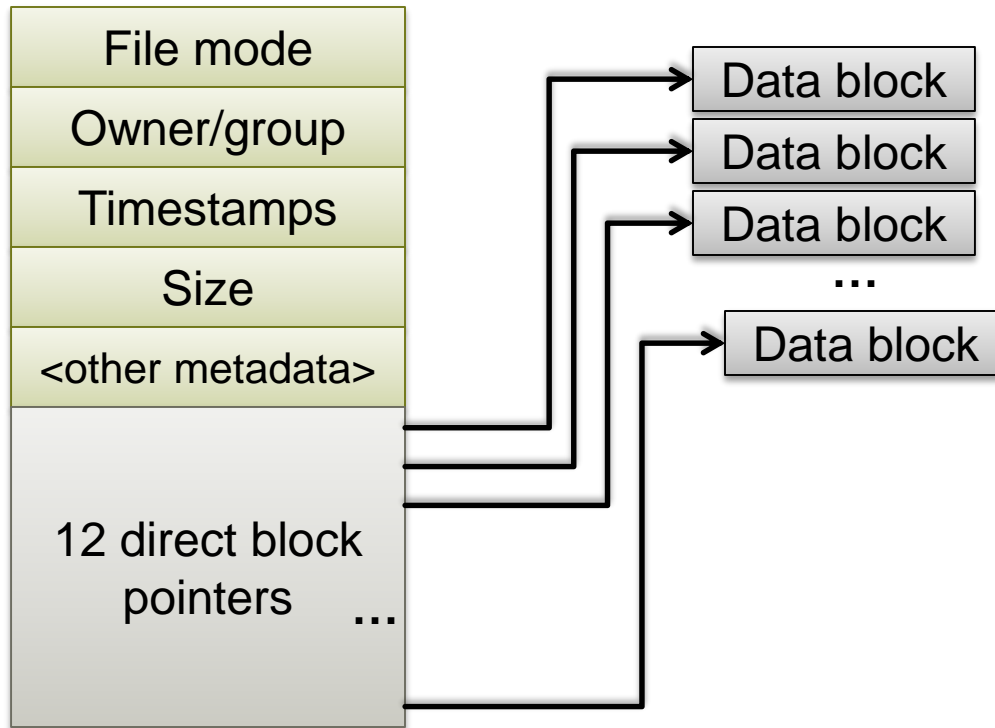 File mode
Owner/group
Timestamps
Size
<other metadata>
12 direct block
pointers ...
Data block
Data block
Data block
...
Data block